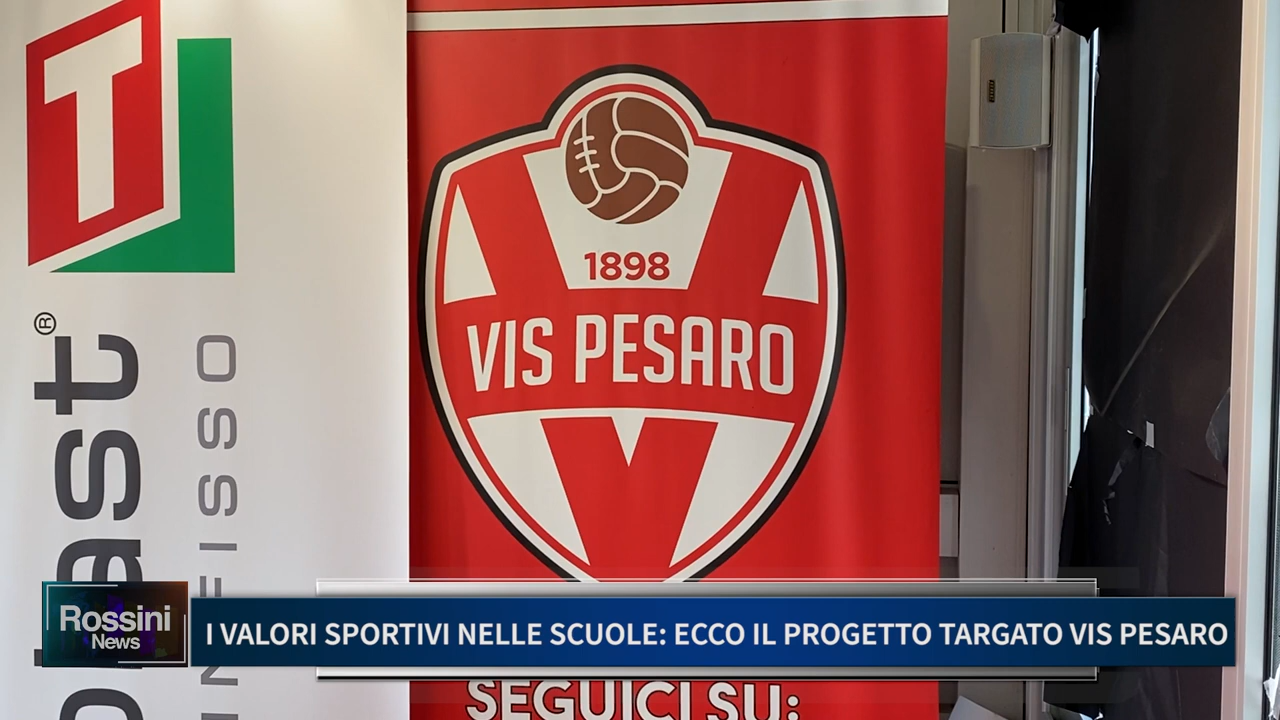 T
®
1898
VIS PESARO
Rossini
News
I VALORI SPORTIVI NELLE SCUOLE: ECCO IL PROGETTO TARGATO VIS PESARO
SEGUICI SU: